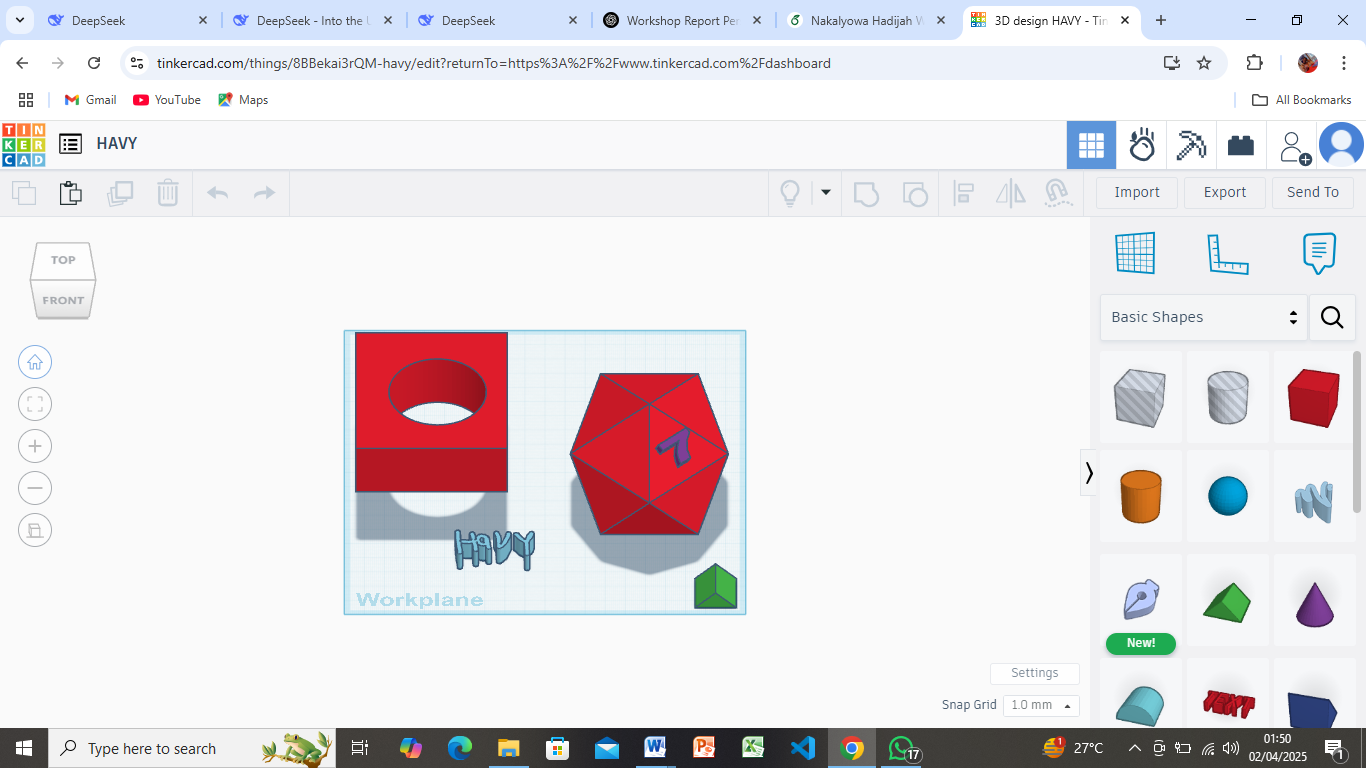 DeepSeek
DeepSeek - Into the U
DeepSeek
Workshop Report Per
Nakalyowa Hadijah W
3D design HAVY - Tin
tinkercad.com/things/8BBekai3rQM-havy/edit?returnTo=https%3A%2F%2Fwww.tinkercad.com%2Fdashboard
Gmail
YouTube
Maps
All Bookmarks
TIN
KER
CAD
HAVY
Import
Export
Send To
TOP
FRONT
Basic Shapes
7
HaVY
Workplane
New!
TEXT
Settings
Snap Grid
1.0 mm
Type here to search
17
1
27°C
01:50
02/04/2025
1